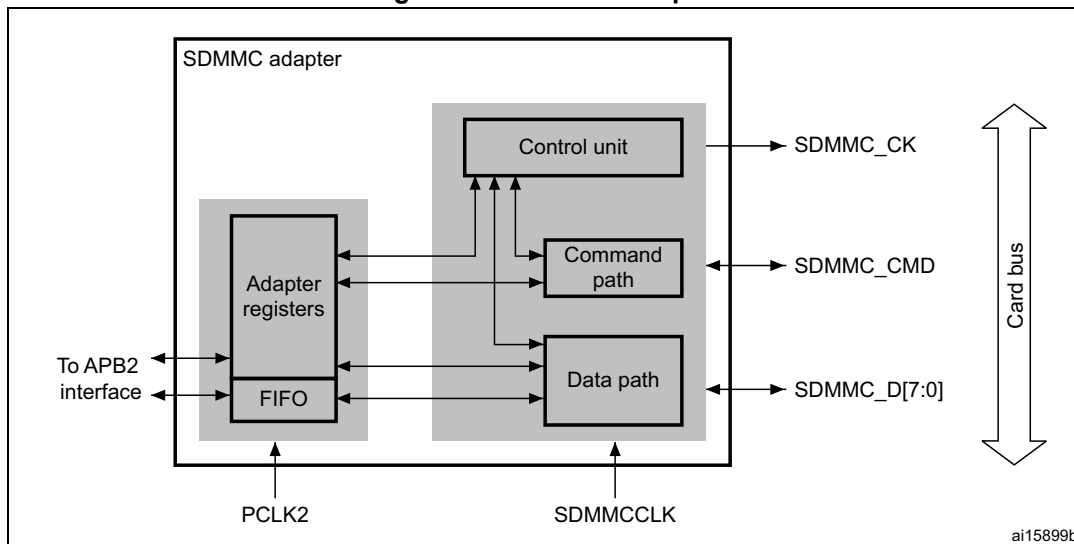 SDMMC adapter
Control unit
SDMMC_CK
Command
path
SDMMC_CMD
Adapter
registers
To APB2
interface
FIFO
Data path
SDMMC_D[7:0]
Card bus
PCLK2
SDMMCCLK
ai15899b